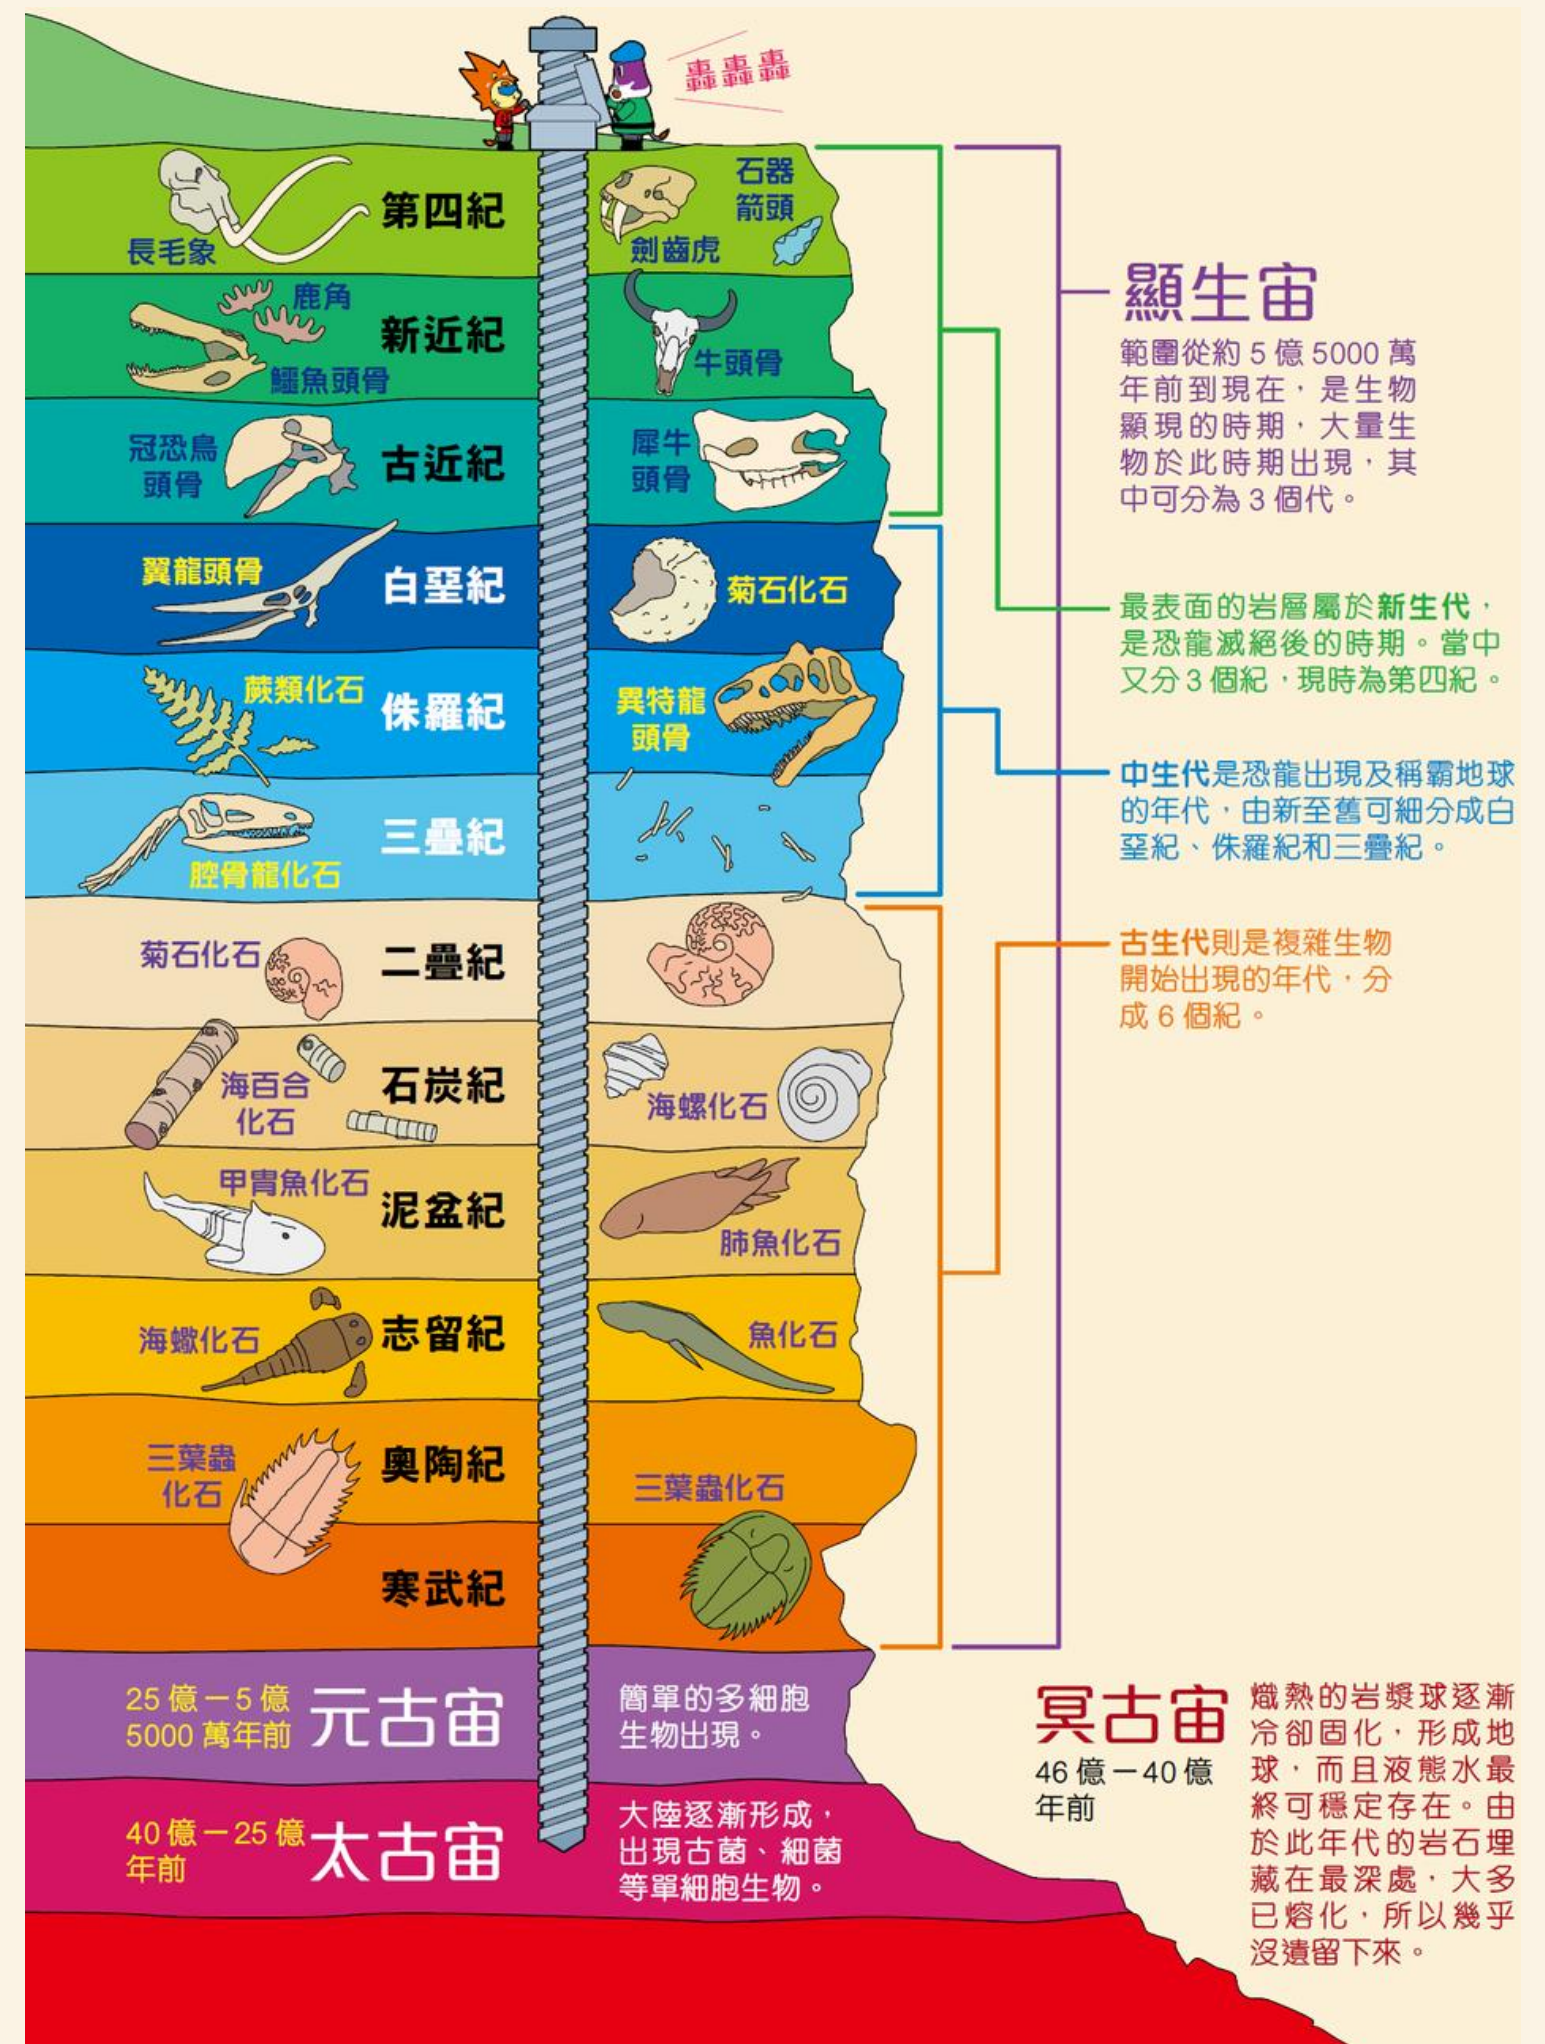 轟轟轟
長毛象
第四紀
劍齒虎
石器
箭頭
鹿角
鱷魚頭骨
新近紀
牛頭骨
冠恐鳥
頭骨
古近紀
犀牛
頭骨
翼龍頭骨
白堊紀
菊石化石
蕨類化石
侏羅紀
異特龍
頭骨
腔骨龍化石
三疊紀
菊石化石
二疊紀
海百合
化石
石炭紀
海螺化石
甲冑魚化石
泥盆紀
肺魚化石
海蠍化石
志留紀
魚化石
三葉蟲
化石
奧陶紀
三葉蟲化石
寒武紀
25 億－5 億
5000 萬年前
元古宙
簡單的多細胞
生物出現。
40 億－25 億
年前
太古宙
大陸逐漸形成，
出現古菌、細菌
等單細胞生物。
顯生宙
範圍從約 5 億 5000 萬
年前到現在，是生物
顯現的時期，大量生
物於此時期出現，其
中可分為 3 個代。
最表面的岩層屬於新生代，
是恐龍滅絕後的時期。當中
又分 3 個紀，現時為第四紀。
中生代是恐龍出現及稱霸地球
的年代，由新至舊可細分成白
堊紀、侏羅紀和三疊紀。
古生代則是複雜生物
開始出現的年代，分
成 6 個紀。
冥古宙
46 億－40 億
年前
熾熱的岩漿球逐漸
冷卻固化，形成地
球，而且液態水最
終可穩定存在。由
於此年代的岩石埋
藏在最深處，大多
已熔化，所以幾乎
沒遺留下來。